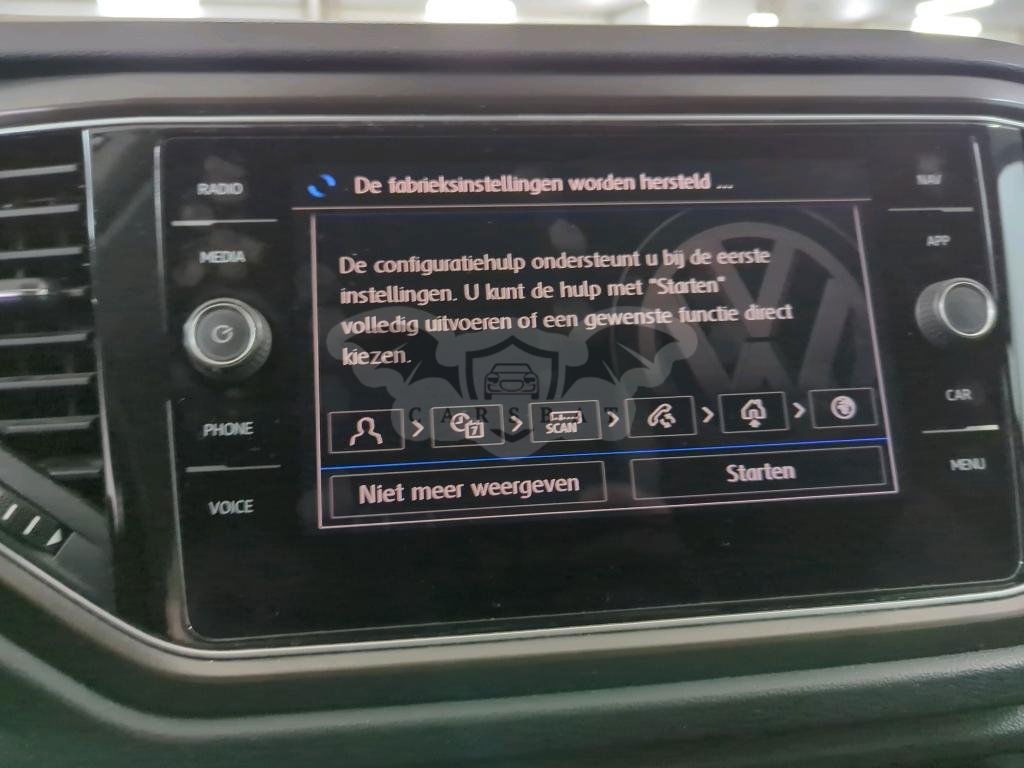 RADIO
MEDIA
PHONE
VOICE
De fabrieksinstellingen worden hersteld ...
De configuratiehulp ondersteunt u bij de eerste
instellingen. U kunt de hulp met "Starten"
volledig uitvoeren of een gewenste functie direct
kiezen.
7
SCAN
Niet meer weergeven
Starten
NAV
APP
CAR
MENU